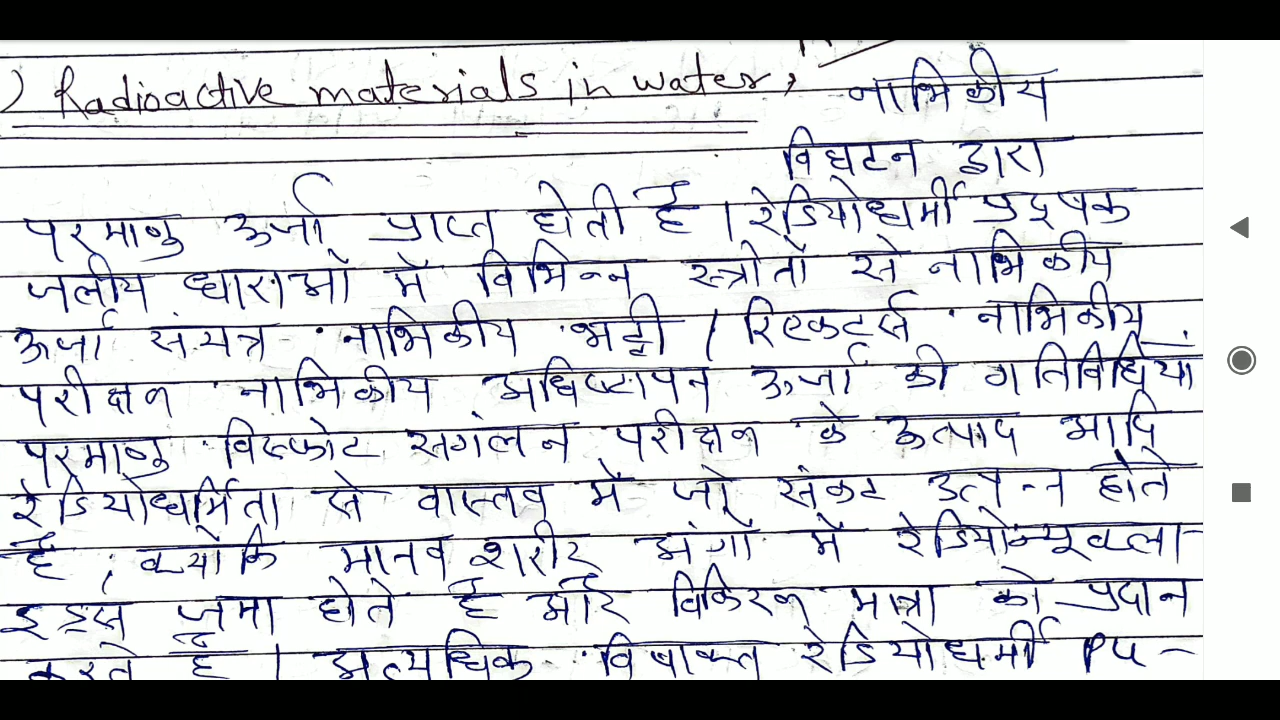 ) Radioactive materials in water, नाभिकीय
विघटन द्वारा
परमाणु ऊर्जा प्राप्त होती है । रेडियोधर्मी प्रदूषक
जलीय धाराओं में विभिन्न स्त्रोतों से नाभिकीय
ऊर्जा संयत्र नाभिकीय भट्टी / रिएक्टर्स नाभिकीय
परीक्षण नाभिकीय अधिष्टापन ऊर्जा की गतिविधियां
परमाणु विस्फोट संगलन परीक्षण के ऊत्पाद आदि
रेडियोधर्मिता से वास्तव में जो संकट उत्पन्न होते
है , क्योंकि मानव शरीर अंगों में रेडियोन्यूक्ला-
इड्स जमा होते है और विकिरण मात्रा को प्रदान
करते है । अत्यधिक विषाक्त रेडियोधर्मी Pu-